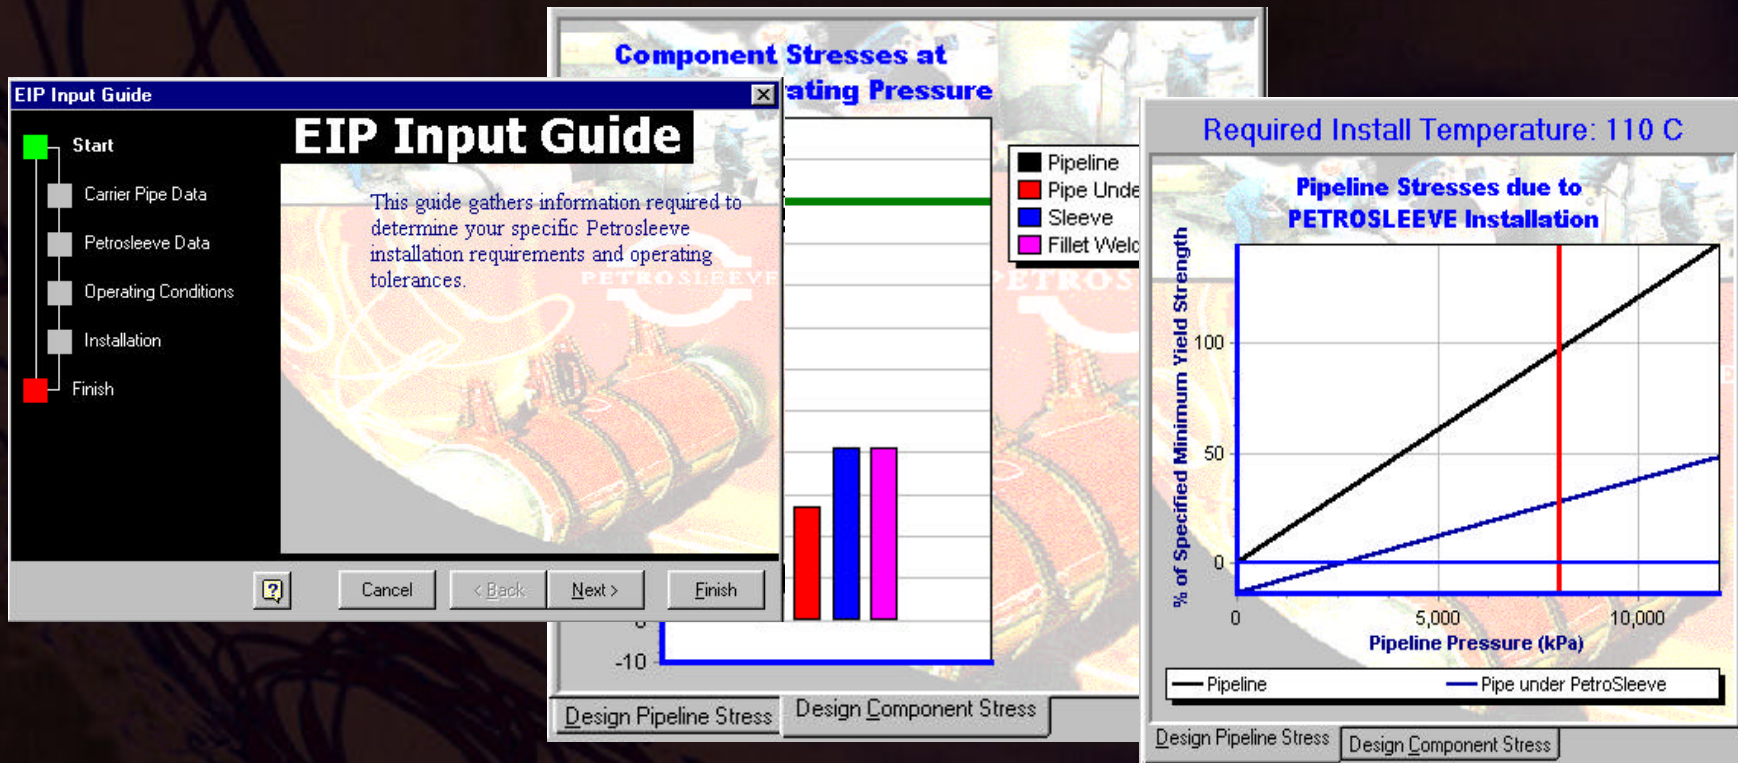 EIP Input Guide
Start
Carrier Pipe Data
Petrosleeve Data
Operating Conditions
Installation
Finish
EIP Input Guide
This guide gathers information required to
determine your specific Petrosleeve
installation requirements and operating
tolerances.
PETROSLEEVE
Cancel
< Back
Next >
Finish
Component Stresses at
ating Pressure
Pipeline
Pipe Unde
Sleeve
Fillet Weld
PETROS
-10
Design Pipeline Stress
Design Component Stress
Required Install Temperature: 110 C
Pipeline Stresses due to
PETROSLEEVE Installation
% of Specified Minimum Yield Strength
100
50
0
0
5,000
10,000
Pipeline Pressure (kPa)
Pipeline
Pipe under PetroSleeve
Design Pipeline Stress
Design Component Stress